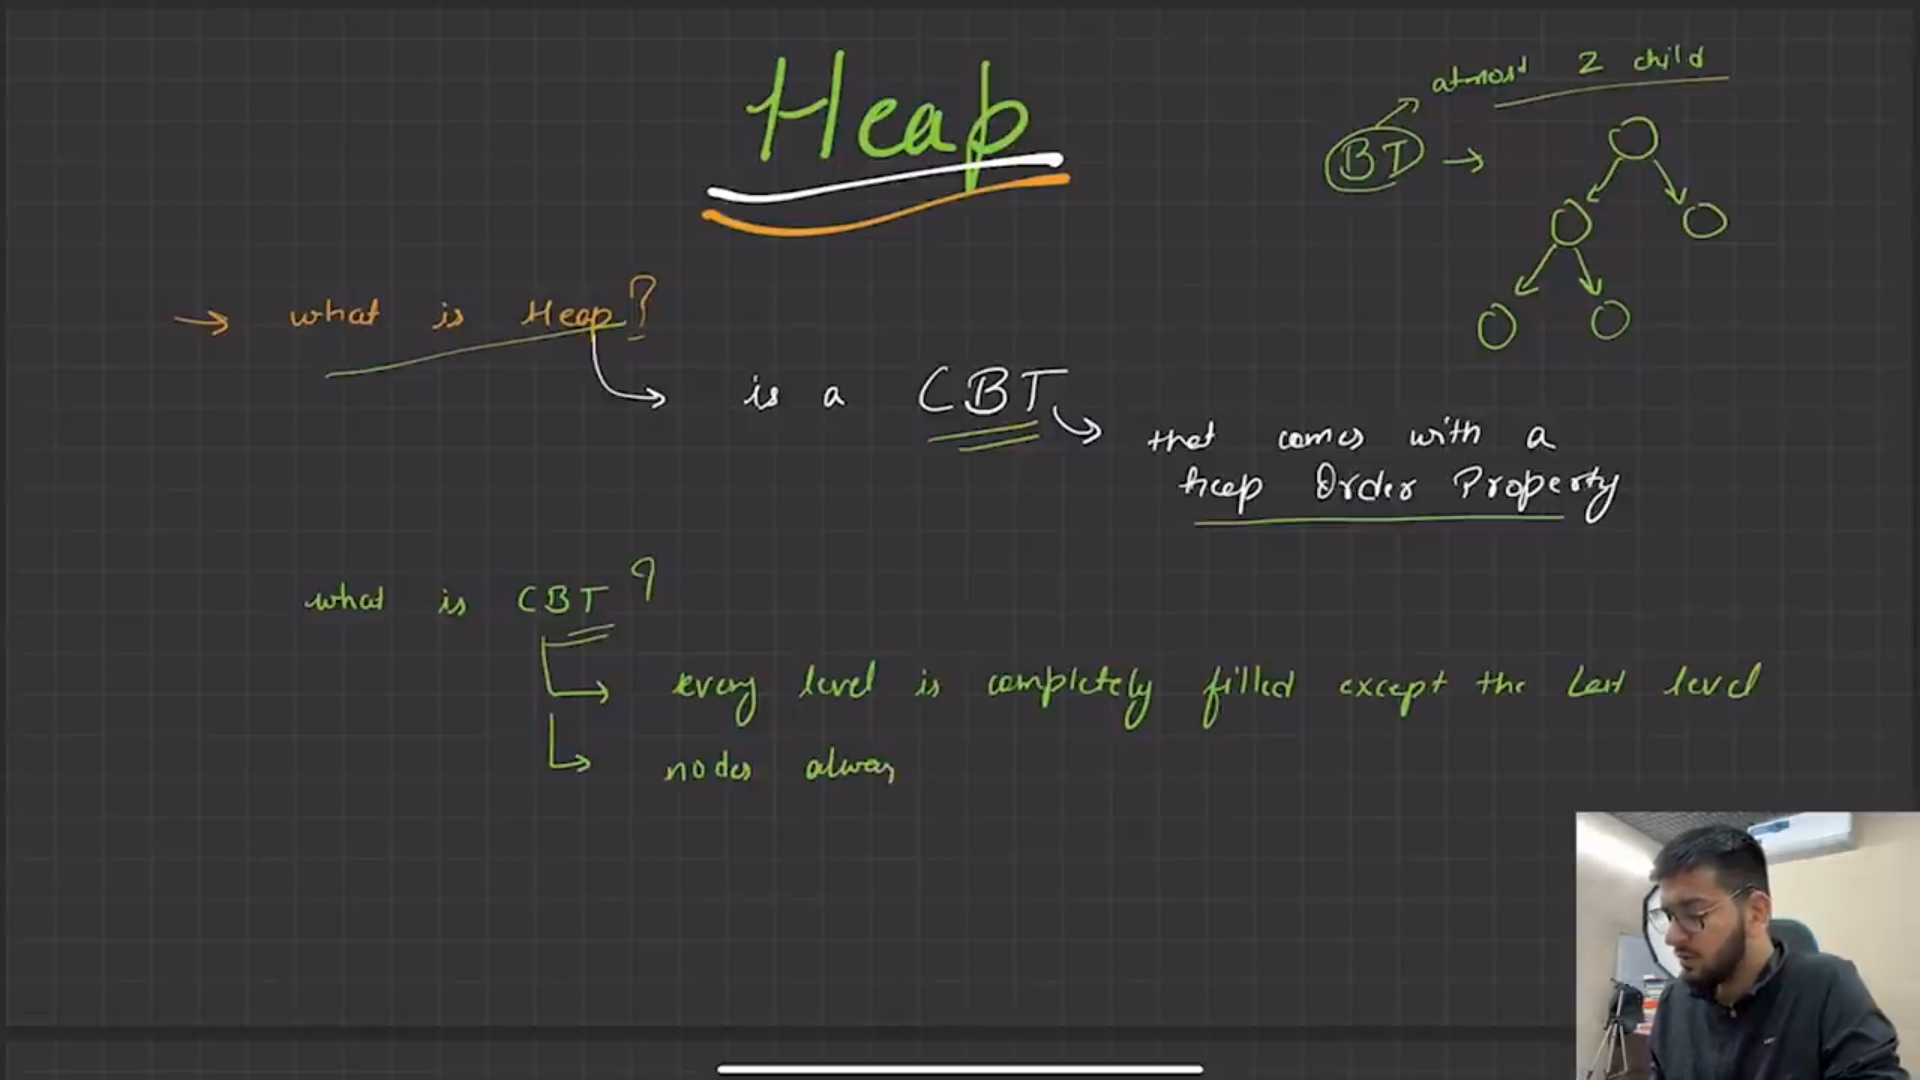 Heap
atmost 2 child
BT
what is Heap?
is a CBT
that comes with a
heap Order Property
what is CBT ?
every level is completely filled except the last level
nodes alway